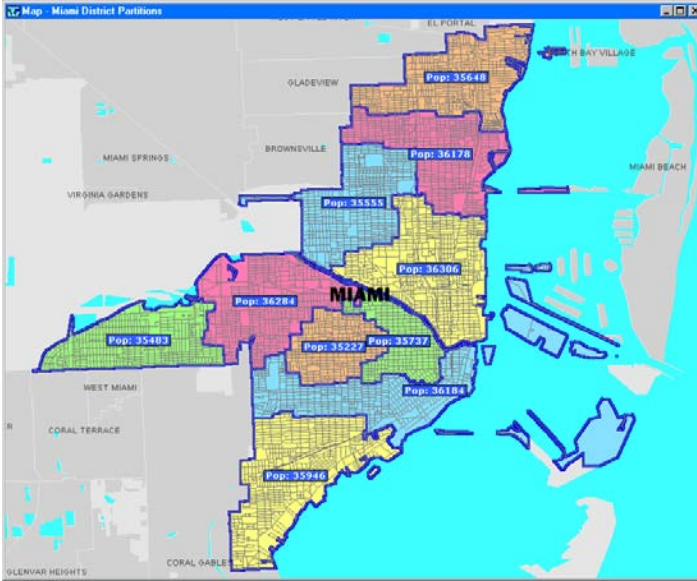 Map - Miami District Partitions
EL PORTAL
BAY VILLAGE
Pop: 35648
GLADEVIEW
BROWNSVILLE
Pop: 36178
MIAMI SPRINGS
MIAMI BEACH
VIRGINIA GARDENS
Pop: 35555
Pop: 36306
MIAMI
Pop: 36284
Pop: 35483
Pop: 35227
Pop: 35737
WEST MIAMI
Pop: 36184
CORAL TERRACE
R
Pop: 35946
CORAL GABLES
GLENVAR HEIGHTS